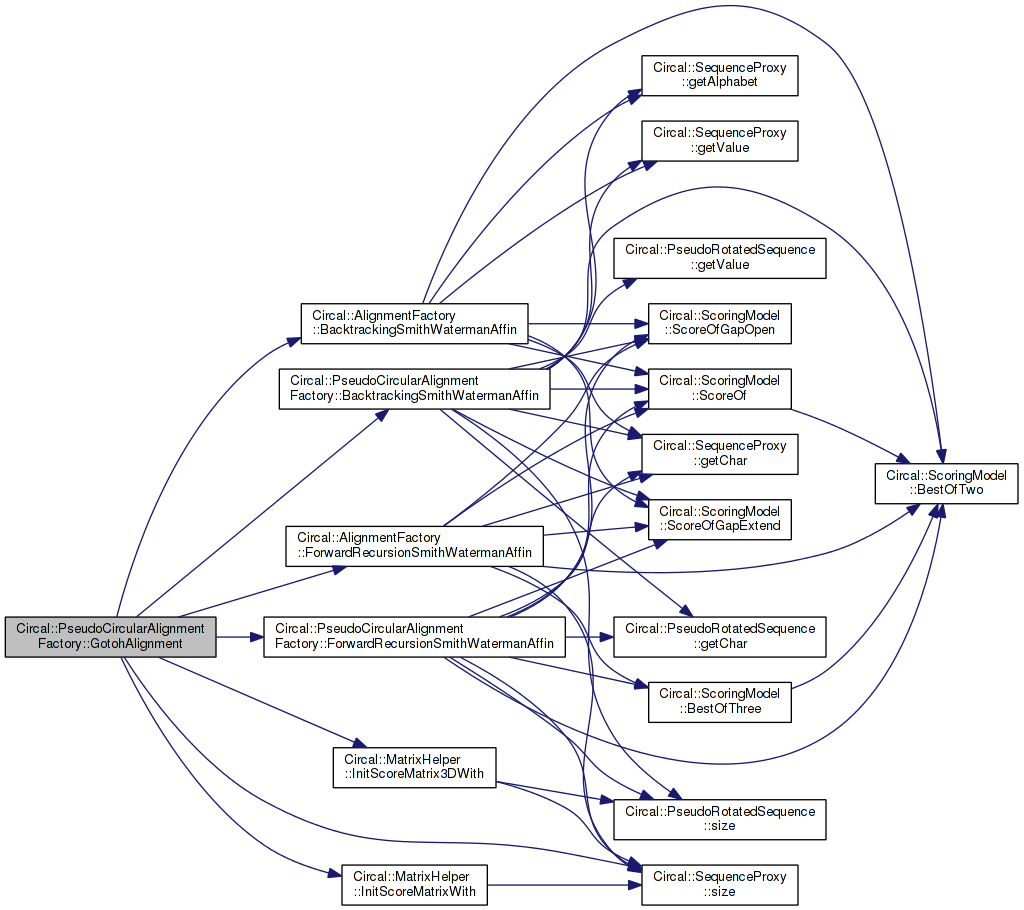 Circal::SequenceProxy
::getAlphabet
Circal::SequenceProxy
::getValue
Circal::PseudoRotatedSequence
::getValue
Circal::AlignmentFactory
::BacktrackingSmithWatermanAffin
Circal::ScoringModel
::ScoreOfGapOpen
Circal::PseudoCircularAlignment
Factory::BacktrackingSmithWatermanAffin
Circal::ScoringModel
::ScoreOf
Circal::SequenceProxy
::getChar
Circal::ScoringModel
::BestOfTwo
Circal::ScoringModel
::ScoreOfGapExtend
Circal::AlignmentFactory
::ForwardRecursionSmithWatermanAffin
Circal::PseudoCircularAlignment
Factory::GotohAlignment
Circal::PseudoCircularAlignment
Factory::ForwardRecursionSmithWatermanAffin
Circal::PseudoRotatedSequence
::getChar
Circal::ScoringModel
::BestOfThree
Circal::MatrixHelper
::InitScoreMatrix3DWith
Circal::PseudoRotatedSequence
::size
Circal::MatrixHelper
::InitScoreMatrixWith
Circal::SequenceProxy
::size